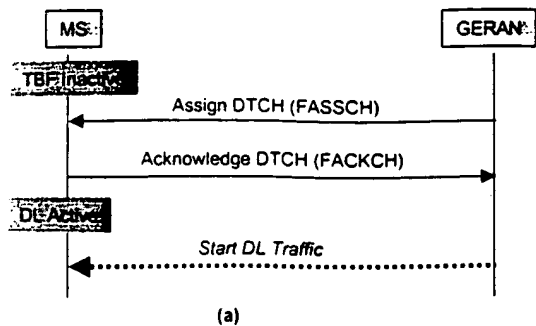 MS
GERAN
TBF Inactive
Assign DTCH (FASSCH)
Acknowledge DTCH (FACKCH)
DL Active
Start DL Traffic
(a)